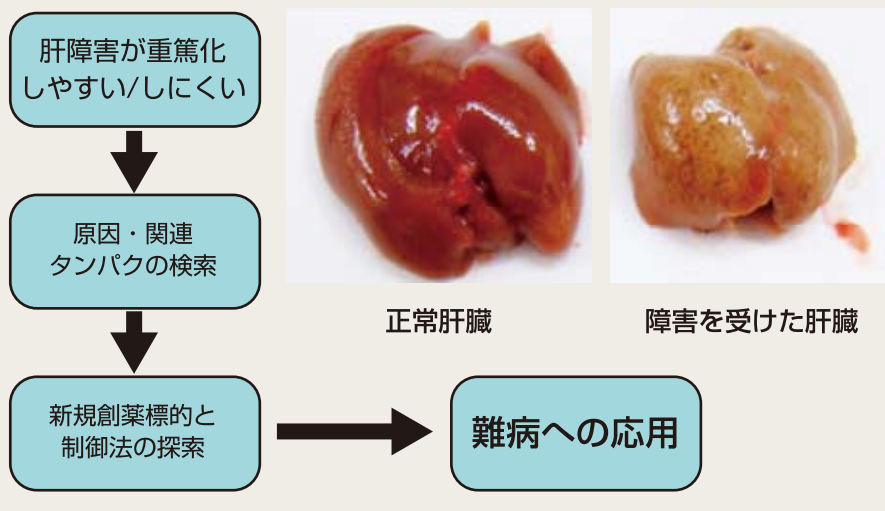 肝障害が重篤化
しやすい/しにくい
原因・関連
タンパクの検索
新規創薬標的と
制御法の探索
難病への応用
正常肝臓
障害を受けた肝臓